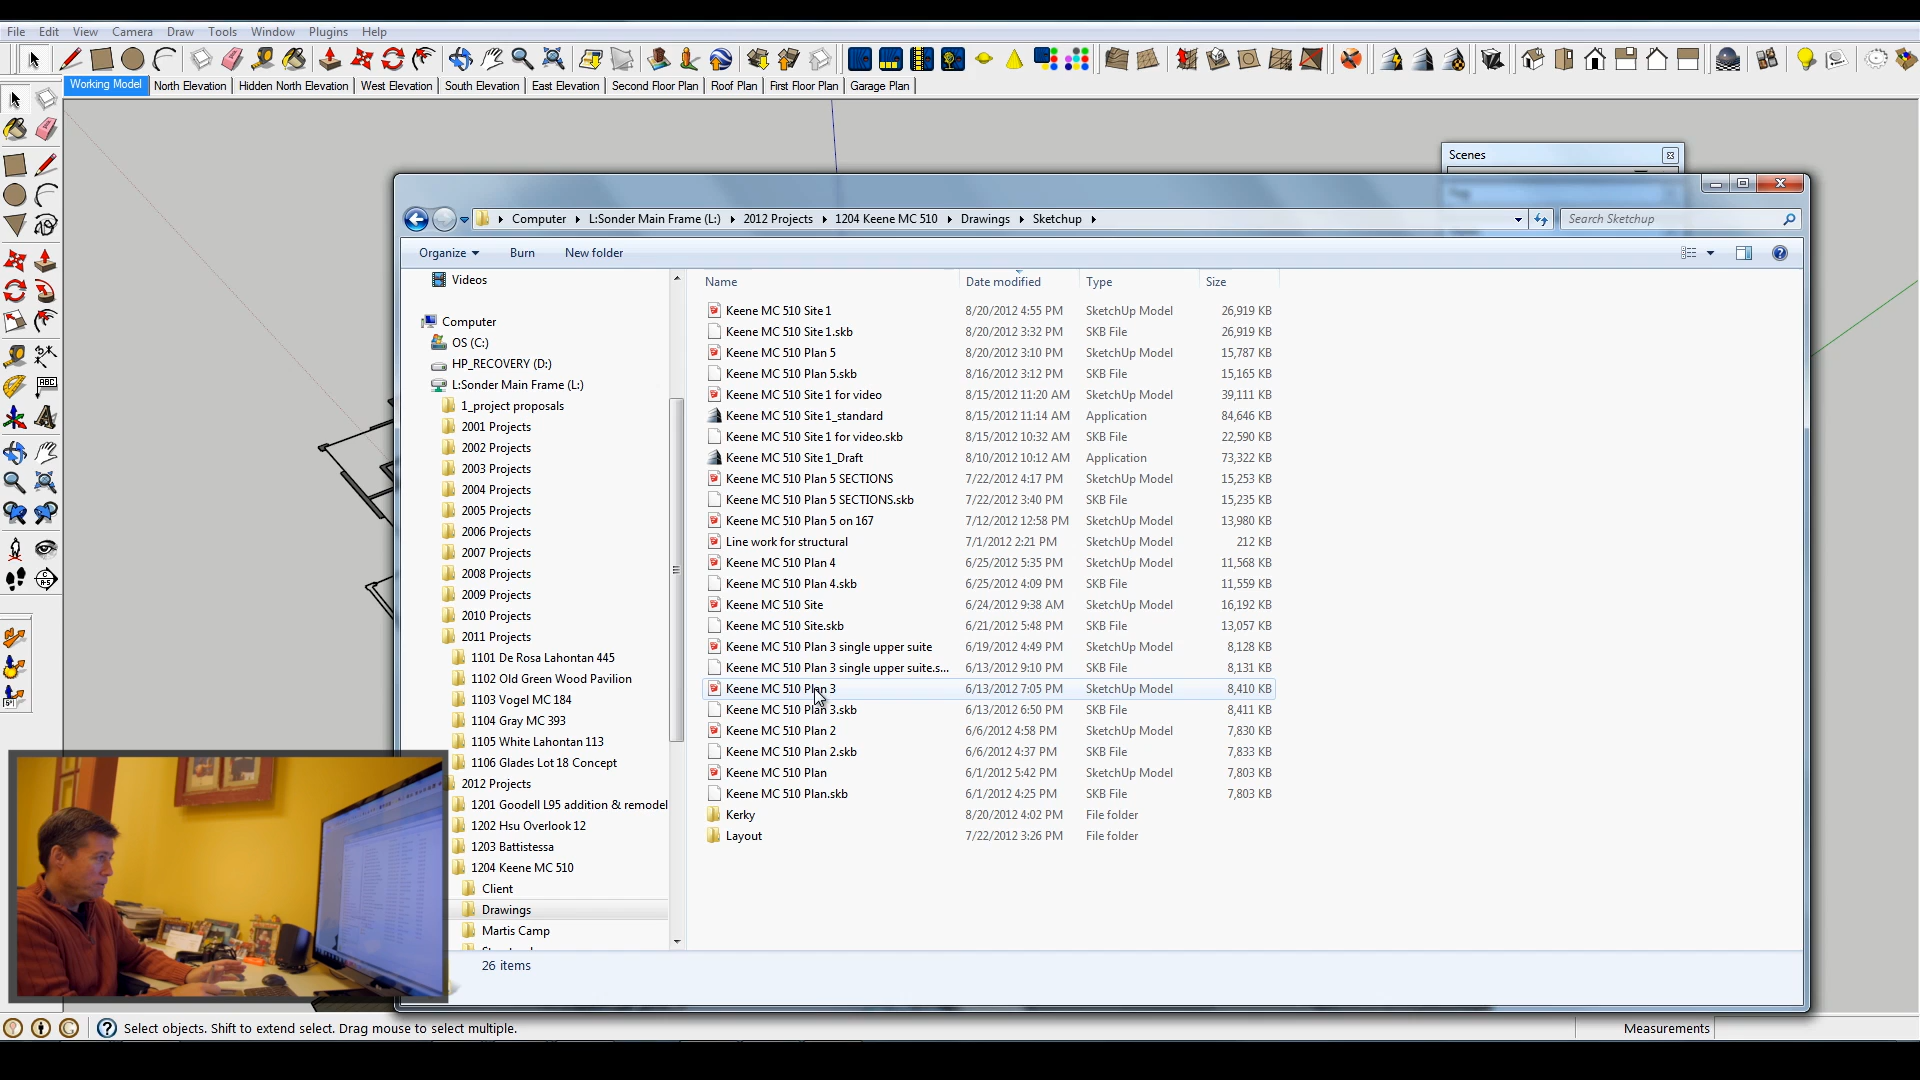 File Edit View Camera Draw Tools Window Plugins Help
Working Model North Elevation Hidden North Elevation West Elevation South Elevation East Elevation Second Floor Plan Roof Plan First Floor Plan Garage Plan
Scenes
Computer L:Sonder Main Frame (L:) 2012 Projects 1204 Keene MC 510 Drawings Sketchup Search Sketchup
Organize Burn New folder
Name Date modified Type Size
Videos
Computer
OS (C:)
HP_RECOVERY (D:)
L:Sonder Main Frame (L:)
1_project proposals
2001 Projects
2002 Projects
2003 Projects
2004 Projects
2005 Projects
2006 Projects
2007 Projects
2008 Projects
2009 Projects
2010 Projects
2011 Projects
1101 De Rosa Lahontan 445
1102 Old Green Wood Pavilion
1103 Vogel MC 184
1104 Gray MC 393
1105 White Lahontan 113
1106 Glades Lot 18 Concept
2012 Projects
1201 Goodell L95 addition & remodel
1202 Hsu Overlook 12
1203 Battistessa
1204 Keene MC 510
Client
Drawings
Martis Camp
Keene MC 510 Site 1 8/20/2012 4:55 PM SketchUp Model 26,919 KB
Keene MC 510 Site 1.skb 8/20/2012 3:32 PM SKB File 26,919 KB
Keene MC 510 Plan 5 8/20/2012 3:10 PM SketchUp Model 15,787 KB
Keene MC 510 Plan 5.skb 8/16/2012 3:12 PM SKB File 15,165 KB
Keene MC 510 Site 1 for video 8/15/2012 11:20 AM SketchUp Model 39,111 KB
Keene MC 510 Site 1_standard 8/15/2012 11:14 AM Application 84,646 KB
Keene MC 510 Site 1 for video.skb 8/15/2012 10:32 AM SKB File 22,590 KB
Keene MC 510 Site 1_Draft 8/10/2012 10:12 AM Application 73,322 KB
Keene MC 510 Plan 5 SECTIONS 7/22/2012 4:17 PM SketchUp Model 15,253 KB
Keene MC 510 Plan 5 SECTIONS.skb 7/22/2012 3:40 PM SKB File 15,235 KB
Keene MC 510 Plan 5 on 167 7/12/2012 12:58 PM SketchUp Model 13,980 KB
Line work for structural 7/1/2012 2:21 PM SketchUp Model 212 KB
Keene MC 510 Plan 4 6/25/2012 5:35 PM SketchUp Model 11,568 KB
Keene MC 510 Plan 4.skb 6/25/2012 4:09 PM SKB File 11,559 KB
Keene MC 510 Site 6/24/2012 9:38 AM SketchUp Model 16,192 KB
Keene MC 510 Site.skb 6/21/2012 5:48 PM SKB File 13,057 KB
Keene MC 510 Plan 3 single upper suite 6/19/2012 4:49 PM SketchUp Model 8,128 KB
Keene MC 510 Plan 3 single upper suite.s... 6/13/2012 9:10 PM SKB File 8,131 KB
Keene MC 510 Plan 3 6/13/2012 7:05 PM SketchUp Model 8,410 KB
Keene MC 510 Plan 3.skb 6/13/2012 6:50 PM SKB File 8,411 KB
Keene MC 510 Plan 2 6/6/2012 4:58 PM SketchUp Model 7,830 KB
Keene MC 510 Plan 2.skb 6/6/2012 4:37 PM SKB File 7,833 KB
Keene MC 510 Plan 6/1/2012 5:42 PM SketchUp Model 7,803 KB
Keene MC 510 Plan.skb 6/1/2012 4:25 PM SKB File 7,803 KB
Kerky 8/20/2012 4:02 PM File folder
Layout 7/22/2012 3:26 PM File folder
26 items
Select objects. Shift to extend select. Drag mouse to select multiple. Measurements